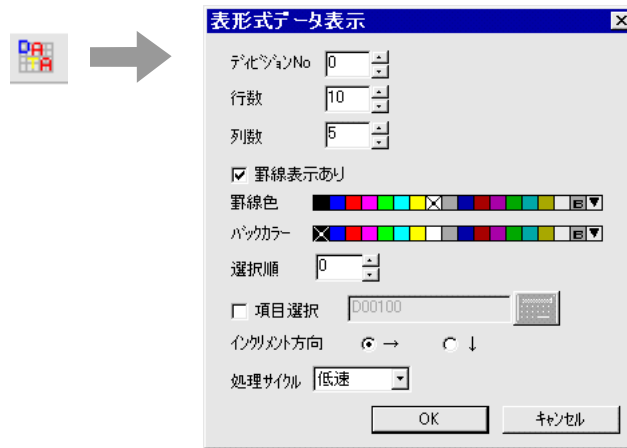 表形式データ表示
DATA
ディビジョンNo 0
行数 10
列数 5
罫線表示あり
罫線色 B
バックカラー B
選択順 0
項目選択 D00100
インクリメント方向 → ↓
処理サイクル 低速
OK キャンセル